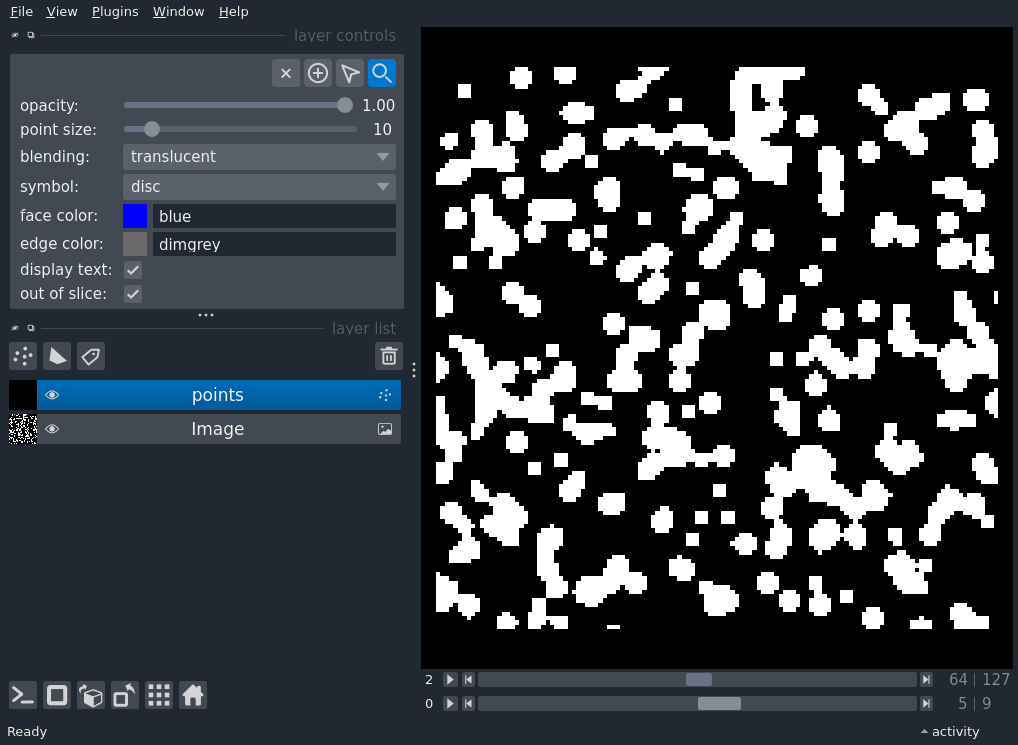 File View Plugins Window Help
layer controls
opacity: 1.00
point size: 10
blending: translucent
symbol: disc
face color: blue
edge color: dimgrey
display text:
out of slice:
layer list
points
Image
2 64 | 127
0 5 | 9
Ready activity